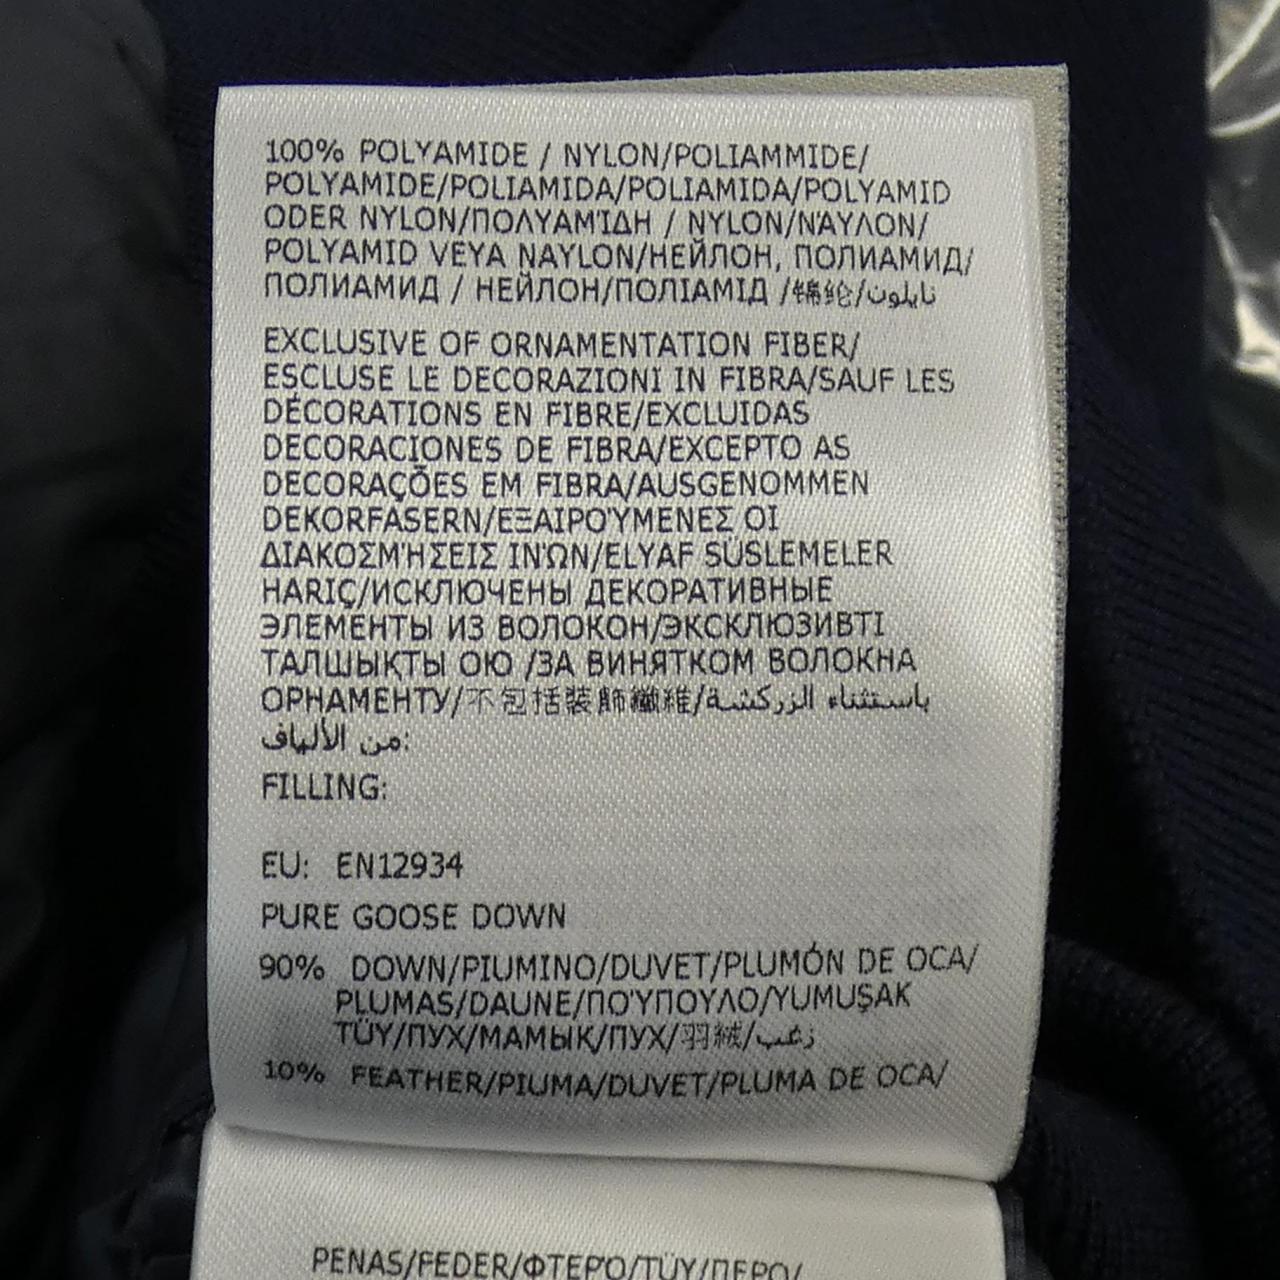 100% POLYAMIDE / NYLON/POLIAMMIDE/
POLYAMIDE/POLIAMIDA/POLIAMIDA/POLYAMID
ODER NYLON/ΠΟΛΥΑΜΊΔΗ / NYLON/ΝΆΥΛΟΝ/
POLYAMID VEYA NAYLON/НЕЙЛОН, ПОЛИАМИД/
ПОЛИАМИД / НЕЙЛОН/ПОЛІАМІД /锦纶/نايلون
EXCLUSIVE OF ORNAMENTATION FIBER/
ESCLUSE LE DECORAZIONI IN FIBRA/SAUF LES
DÉCORATIONS EN FIBRE/EXCLUIDAS
DECORACIONES DE FIBRA/EXCEPTO AS
DECORAÇÕES EM FIBRA/AUSGENOMMEN
DEKORFASERN/ΕΞΑΙΡΟΎΜΕΝΕΣ ΟΙ
ΔΙΑΚΟΣΜΉΣΕΙΣ ΙΝΏΝ/ELYAF SÜSLEMELER
HARIÇ/ИСКЛЮЧЕНЫ ДЕКОРАТИВНЫЕ
ЭЛЕМЕНТЫ ИЗ ВОЛОКОН/ЭКСКЛЮЗИВТІ
ТАЛШЫҚТЫ ОЮ /ЗА ВИНЯТКОМ ВОЛОКНА
ОРНАМЕНТУ/不包括裝飾纖維/باستثناء الزركشة
من الألياف:
FILLING:
EU: EN12934
PURE GOOSE DOWN
90% DOWN/PIUMINO/DUVET/PLUMÓN DE OCA/
PLUMAS/DAUNE/ΠΟΎΠΟΥΛΟ/YUMUŞAK
TÜY/ПУХ/МАМЫҚ/ПУХ/羽絨/زغب
10% FEATHER/PIUMA/DUVET/PLUMA DE OCA/
PENAS/FEDER/ΦΤΕΡΌ/TÜY/ПЕРО/